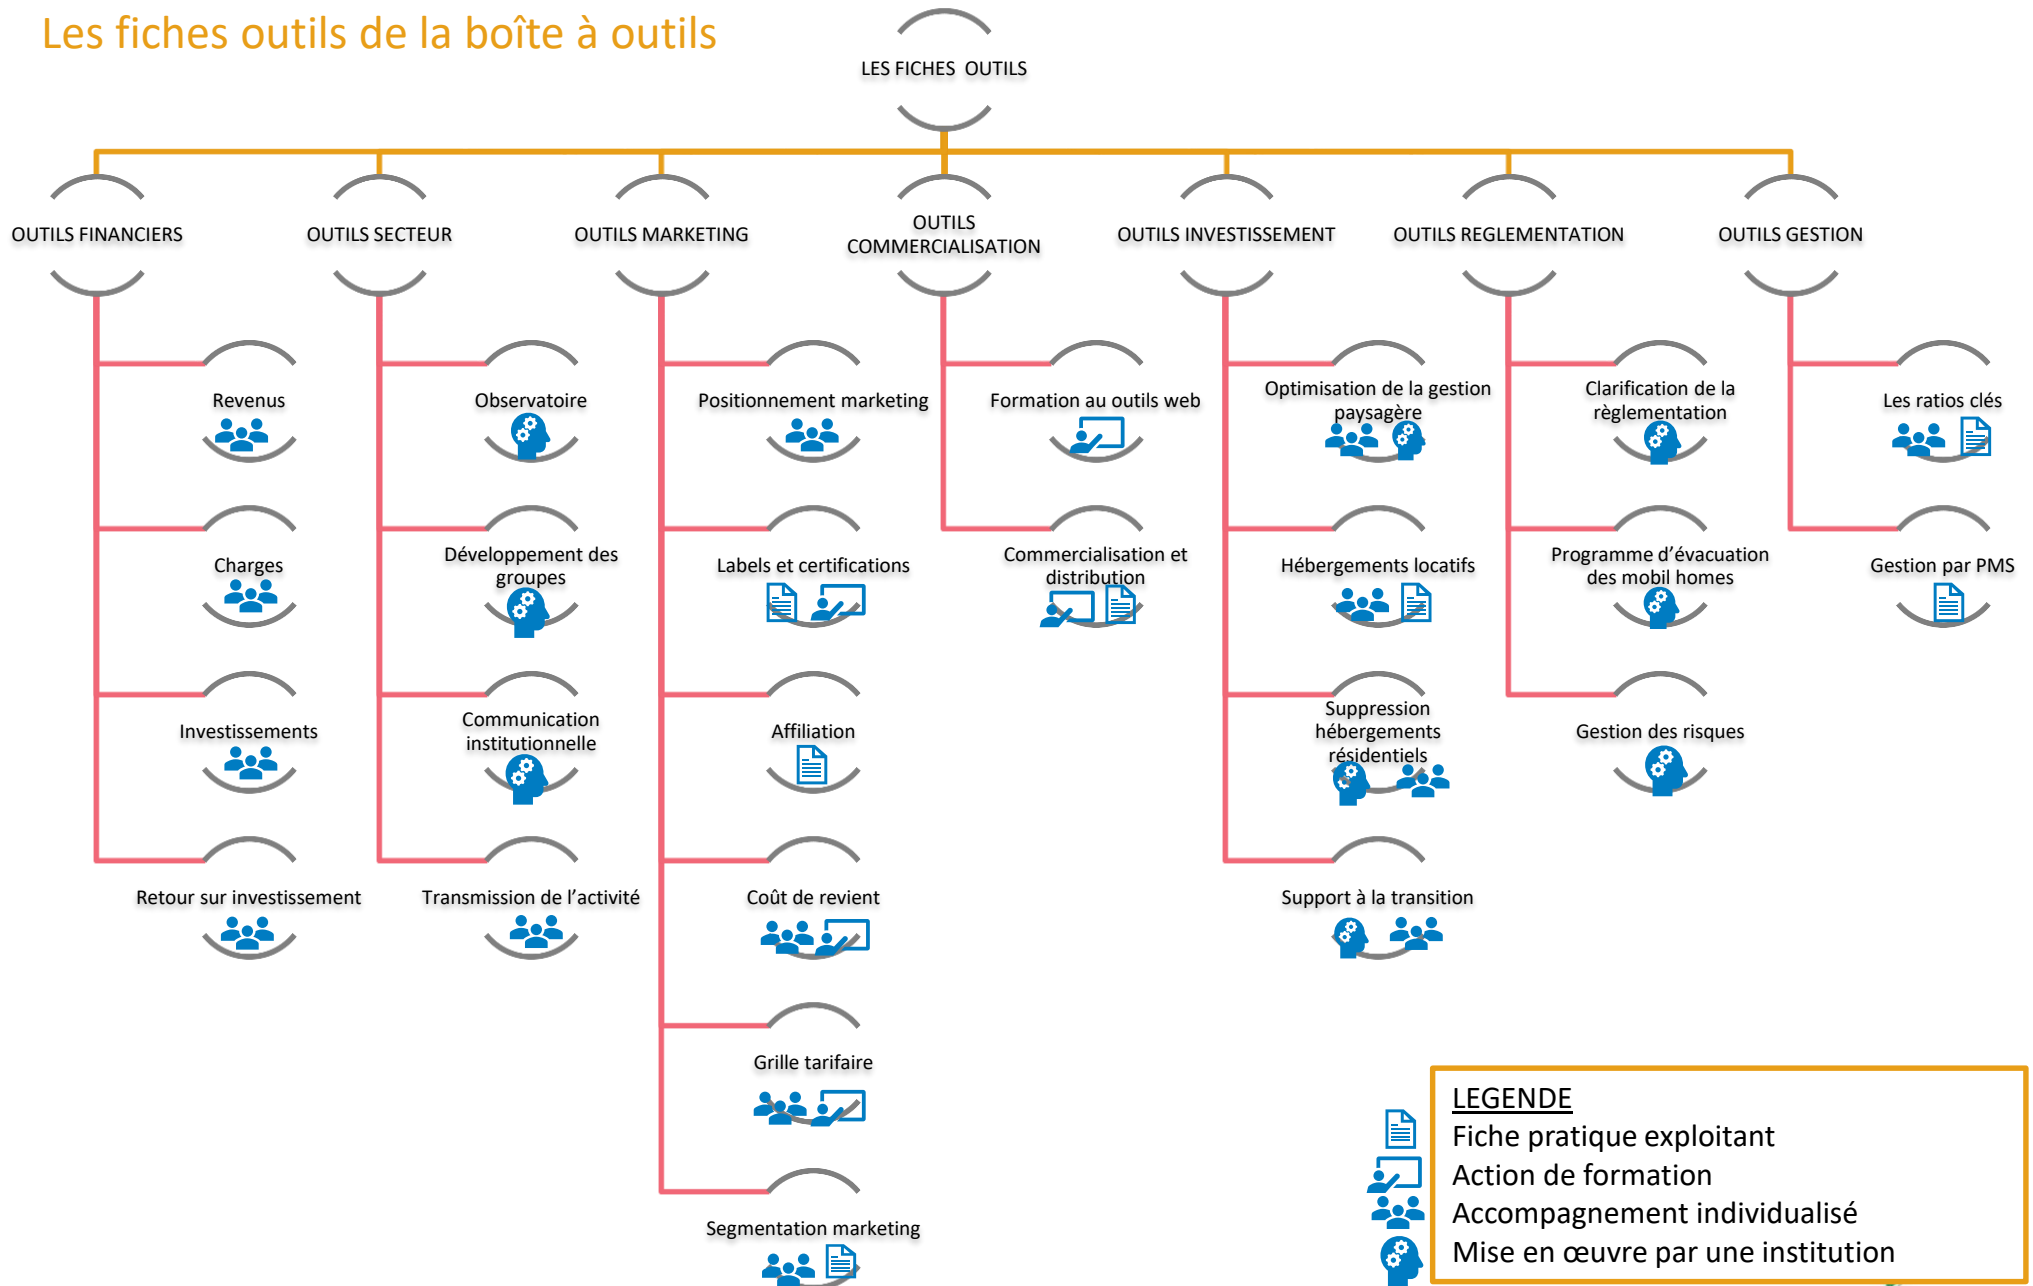 Les fiches outils de la boîte à outils
LES FICHES OUTILS
OUTILS FINANCIERS
OUTILS SECTEUR
OUTILS MARKETING
OUTILS
COMMERCIALISATION
OUTILS INVESTISSEMENT
OUTILS REGLEMENTATION
OUTILS GESTION
Revenus
Charges
Investissements
Retour sur investissement
Observatoire
Développement des
groupes
Communication
institutionnelle
Transmission de l'activité
Positionnement marketing
Labels et certifications
Affiliation
Coût de revient
Grille tarifaire
Segmentation marketing
Formation au outils web
Commercialisation et
distribution
Optimisation de la gestion
paysagère
Hébergements locatifs
Suppression
hébergements
résidentiels
Support à la transition
Clarification de la
règlementation
Programme d'évacuation
des mobil homes
Gestion des risques
Les ratios clés
Gestion par PMS
LEGENDE
Fiche pratique exploitant
Action de formation
Accompagnement individualisé
Mise en œuvre par une institution